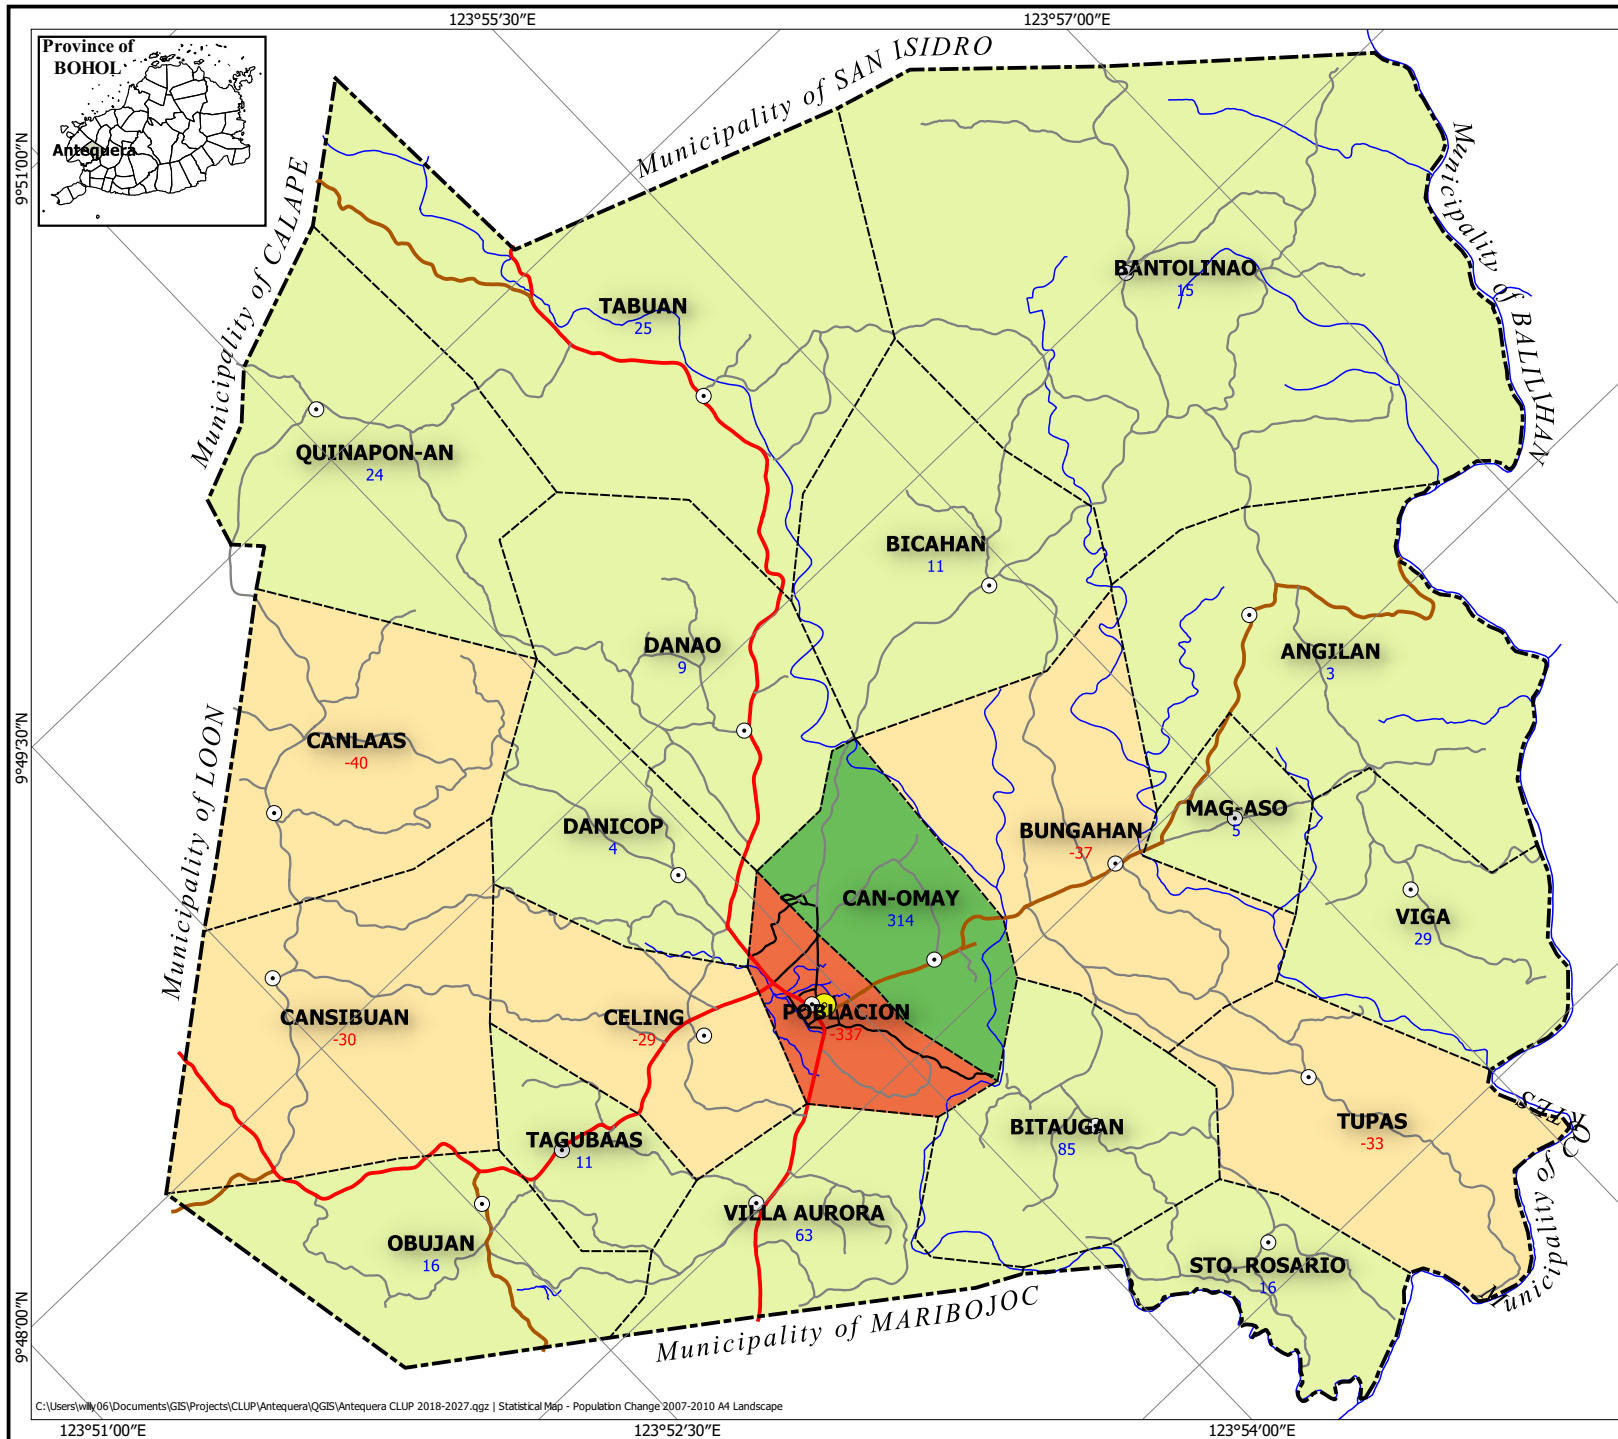 123°55′30″E
123°57′00″E
Province of
BOHOL
Antequera
9°51′00″N
9°49′30″N
9°48′00″N
Municipality of SAN ISIDRO
Municipality of CALAPE
Municipality of BALILIHAN
Municipality of LOON
Municipality of CORTES
Municipality of MARIBOJOC
BANTOLINAO
15
TABUAN
25
QUINAPON-AN
24
BICAHAN
11
DANAO
9
ANGILAN
3
CANLAAS
-40
DANICOP
4
BUNGAHAN
-37
MAG-ASO
5
CAN-OMAY
314
VIGA
29
CANSIBUAN
-30
CELING
-29
POBLACION
-337
TAGUBAAS
11
BITAUGAN
85
TUPAS
-33
VILLA AURORA
63
OBUJAN
16
STO. ROSARIO
16
C:\Users\willy06\Documents\GIS\Projects\CLUP\Antequera\QGIS\Antequera CLUP 2018-2027.qgz | Statistical Map - Population Change 2007-2010 A4 Landscape
123°51′00″E
123°52′30″E
123°54′00″E